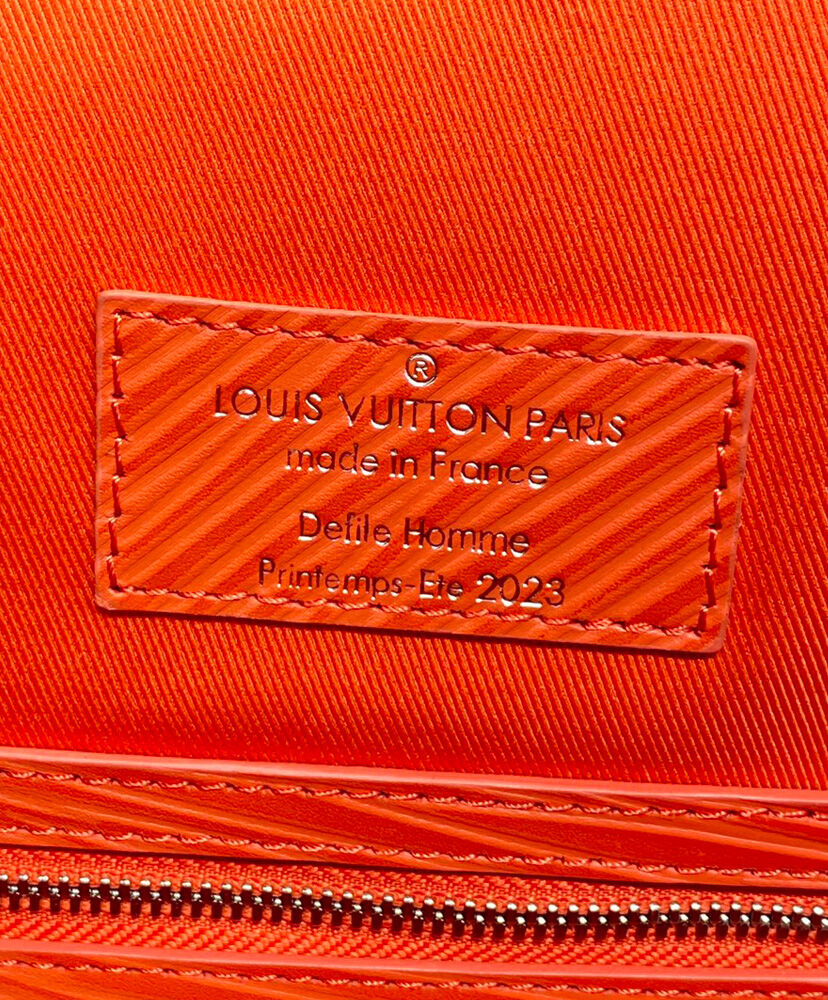 ®
LOUIS VUITTON PARIS
made in France
Defile Homme
Printemps-Ete 2023